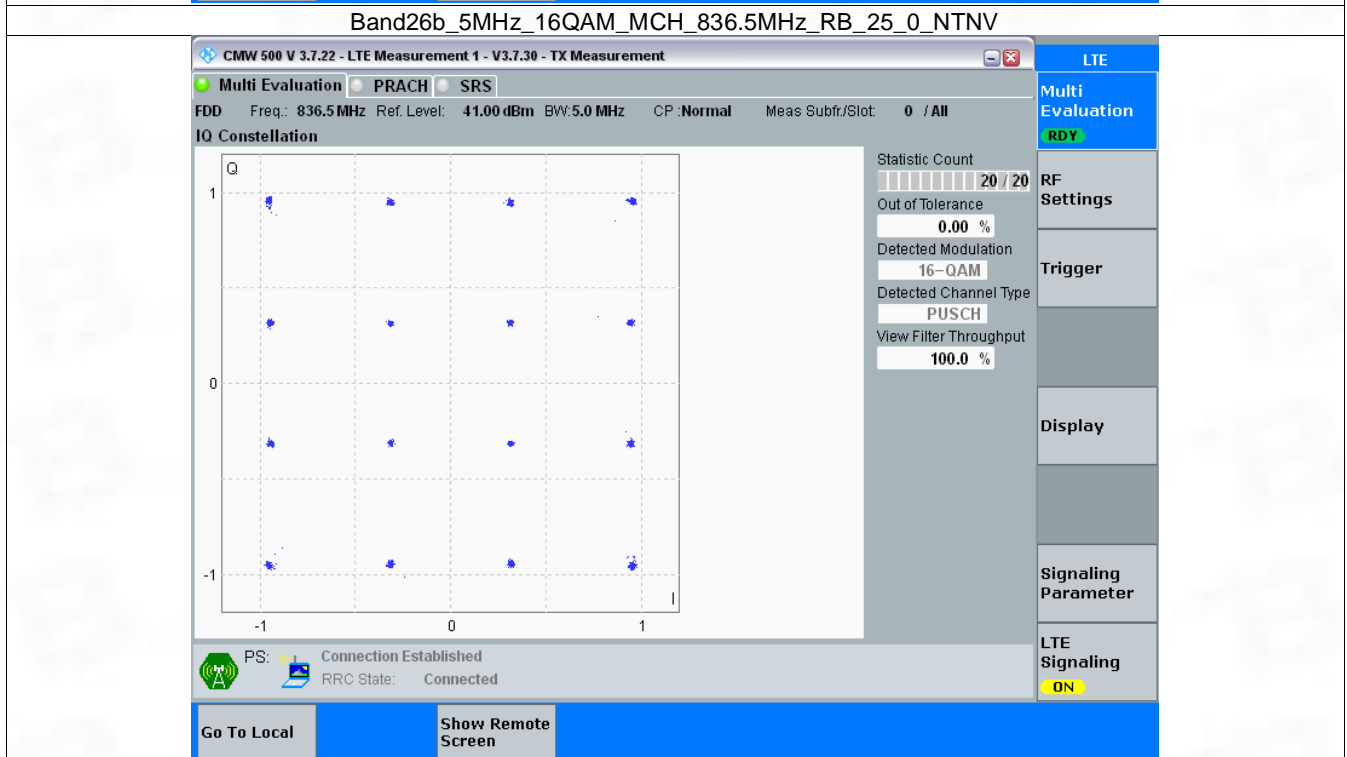 Band26b_5MHz_16QAM_MCH_836.5MHz_RB_25_0_NTNV
CMW 500 V 3.7.22 - LTE Measurement 1 - V3.7.30 - TX Measurement
LTE
Multi Evaluation PRACH SRS
Multi
Evaluation
RDY
FDD Freq.: 836.5 MHz Ref. Level: 41.00 dBm BW: 5.0 MHz CP :Normal Meas Subfr./Slot: 0 / All
IQ Constellation
Q
1
0
-1
I
-1 0 1
Statistic Count
20 / 20
Out of Tolerance
0.00 %
Detected Modulation
16-QAM
Detected Channel Type
PUSCH
View Filter Throughput
100.0 %
RF
Settings
Trigger
Display
Signaling
Parameter
LTE
Signaling
ON
PS: Connection Established
RRC State: Connected
Go To Local
Show Remote
Screen